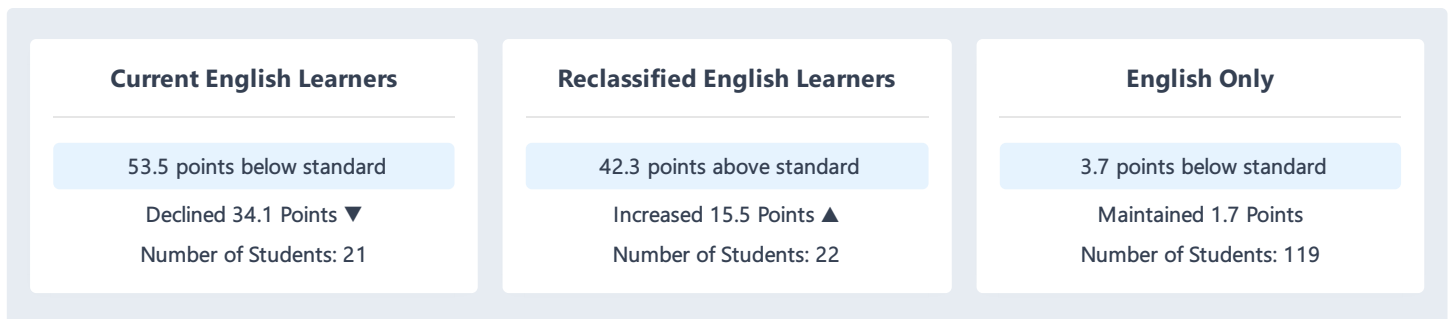 Current English Learners
53.5 points below standard
Declined 34.1 Points ▼
Number of Students: 21
Reclassified English Learners
42.3 points above standard
Increased 15.5 Points ▲
Number of Students: 22
English Only
3.7 points below standard
Maintained 1.7 Points
Number of Students: 119